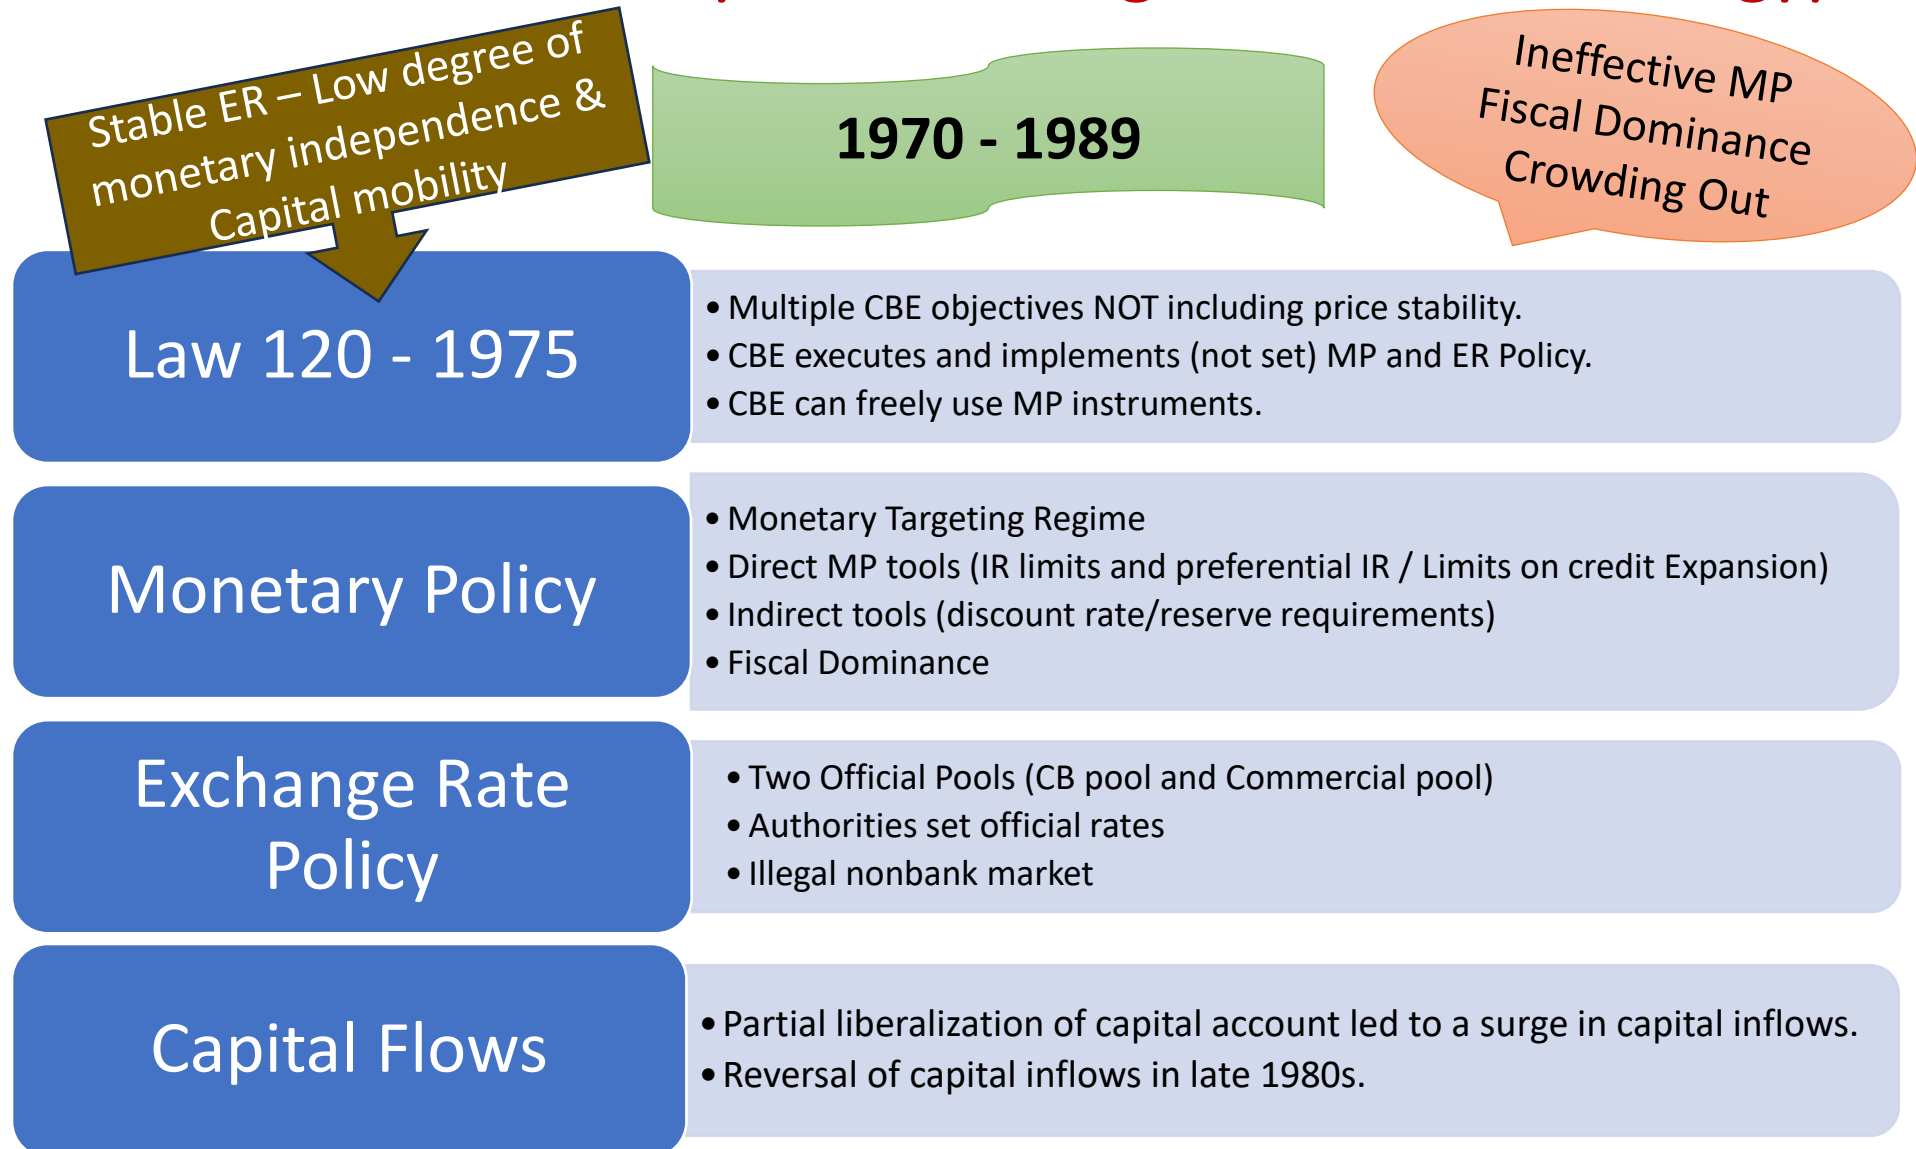 Stable ER – Low degree of
monetary independence &
Capital mobility
1970 - 1989
Ineffective MP
Fiscal Dominance
Crowding Out
Law 120 - 1975
• Multiple CBE objectives NOT including price stability.
• CBE executes and implements (not set) MP and ER Policy.
• CBE can freely use MP instruments.
Monetary Policy
• Monetary Targeting Regime
• Direct MP tools (IR limits and preferential IR / Limits on credit Expansion)
• Indirect tools (discount rate/reserve requirements)
• Fiscal Dominance
Exchange Rate
Policy
• Two Official Pools (CB pool and Commercial pool)
• Authorities set official rates
• Illegal nonbank market
Capital Flows
• Partial liberalization of capital account led to a surge in capital inflows.
• Reversal of capital inflows in late 1980s.